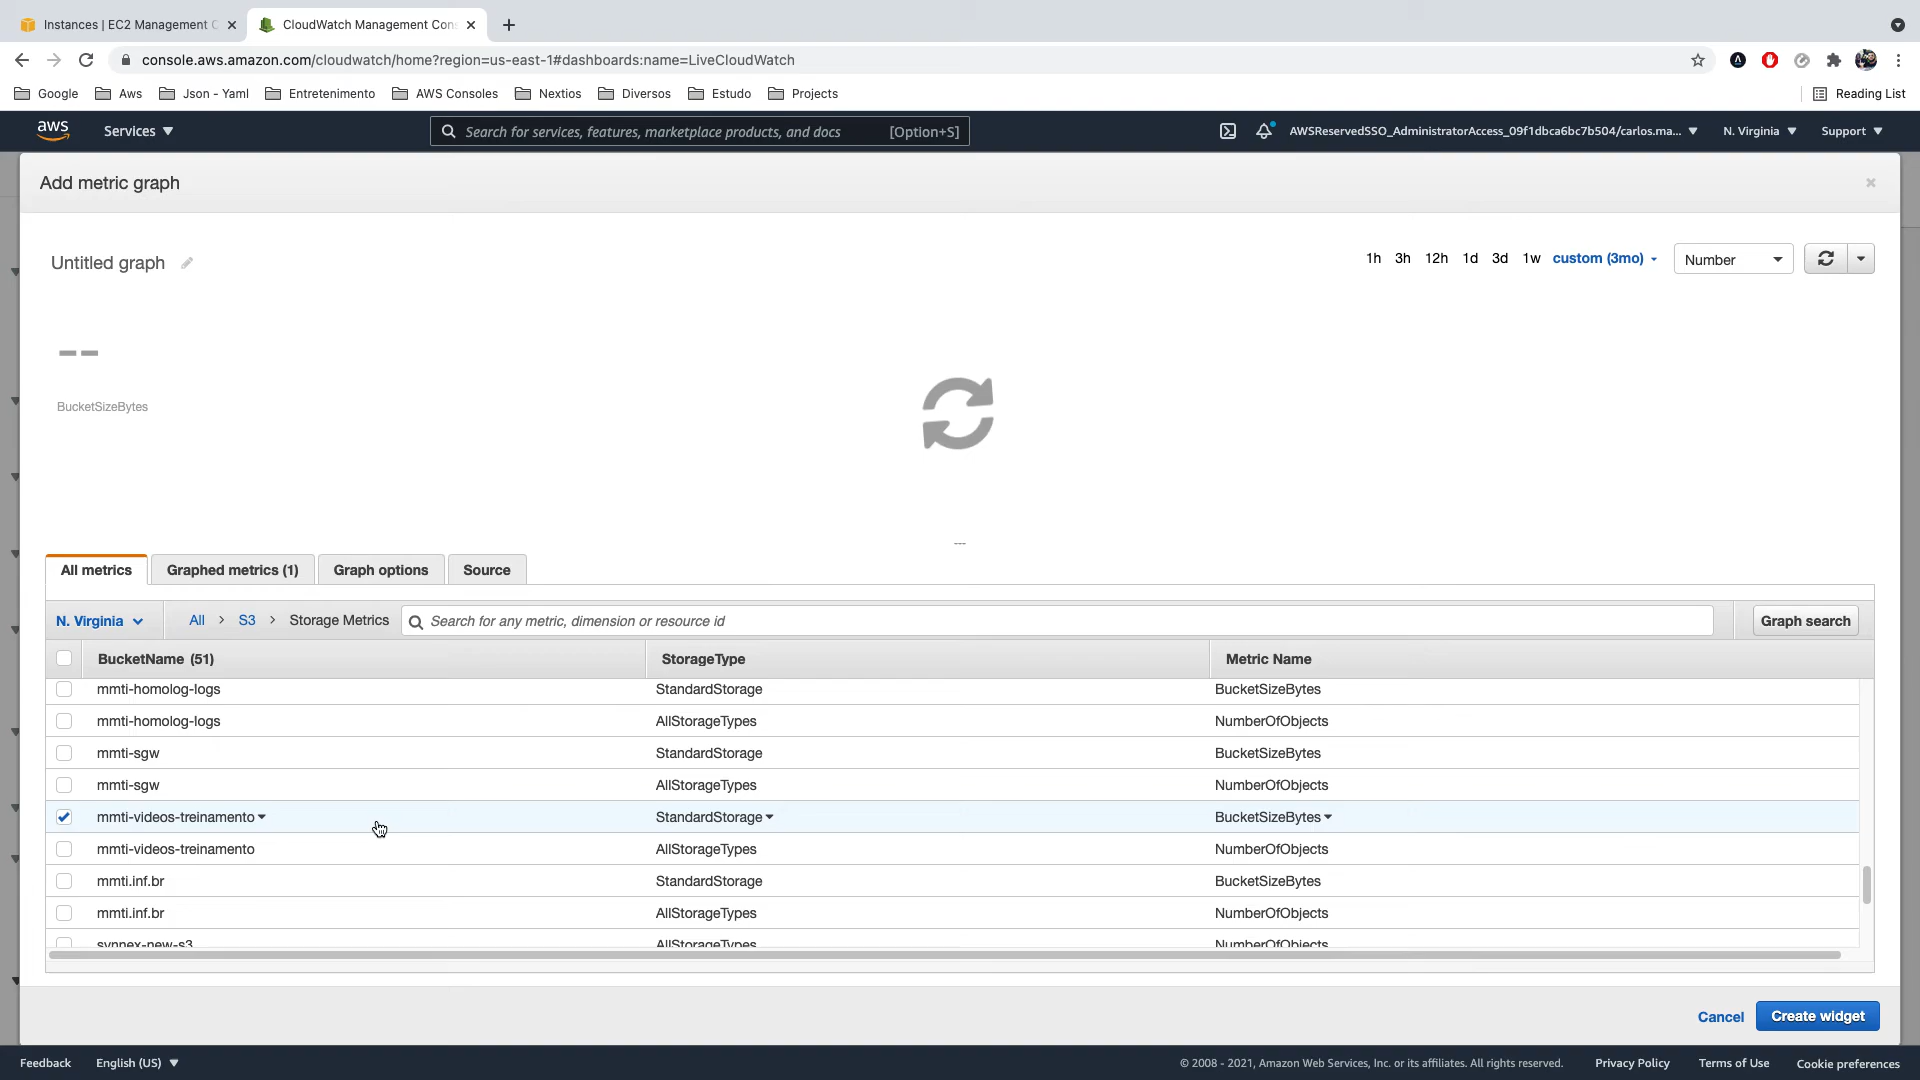 Instances | EC2 Management C
CloudWatch Management Con
console.aws.amazon.com/cloudwatch/home?region=us-east-1#dashboards:name=LiveCloudWatch
Google Aws Json - Yaml Entretenimento AWS Consoles Nextios Diversos Estudo Projects Reading List
aws Services Search for services, features, marketplace products, and docs [Option+S] AWSReservedSSO_AdministratorAccess_09f1dbca6bc7b504/carlos.ma... N. Virginia Support
Add metric graph
Untitled graph 1h 3h 12h 1d 3d 1w custom (3mo) Number
--
BucketSizeBytes
---
All metrics Graphed metrics (1) Graph options Source
N. Virginia All > S3 > Storage Metrics Search for any metric, dimension or resource id Graph search
BucketName (51) StorageType Metric Name
mmti-homolog-logs StandardStorage BucketSizeBytes
mmti-homolog-logs AllStorageTypes NumberOfObjects
mmti-sgw StandardStorage BucketSizeBytes
mmti-sgw AllStorageTypes NumberOfObjects
mmti-videos-treinamento StandardStorage BucketSizeBytes
mmti-videos-treinamento AllStorageTypes NumberOfObjects
mmti.inf.br StandardStorage BucketSizeBytes
mmti.inf.br AllStorageTypes NumberOfObjects
synnex-new-s3 AllStorageTypes NumberOfObjects
Cancel Create widget
Feedback English (US) © 2008 - 2021, Amazon Web Services, Inc. or its affiliates. All rights reserved. Privacy Policy Terms of Use Cookie preferences